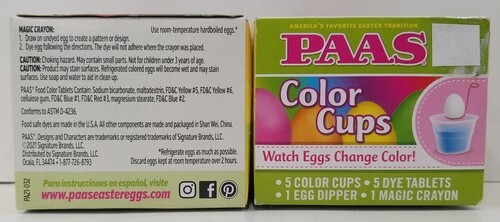 MAGIC CRAYON: Use room-temperature hardboiled eggs.*
1. Draw on undyed egg to create a pattern or design.
2. Dye egg following the directions. The dye will not adhere where the crayon was placed.
CAUTION: Choking hazard. May contain small parts. Not for children under 3 years of age.
CAUTION: Product may stain surfaces. Refrigerated colored eggs will become wet and may stain
surfaces. Use soap and water to aid in clean up.
PAAS® Food Color Tablets Contain: Sodium bicarbonate, maltodextrin, FD&C Yellow #5, FD&C Yellow #6,
cellulose gum, FD&C Blue #1, FD&C Red #3, magnesium stearate, FD&C Blue #2.
Conforms to ASTM D-4236.
Food safe dyes are made in the U.S.A. All other components are made and packaged in Shan Wei, China.
PAAS®, Designs and Characters are trademarks or registered trademarks of Signature Brands, LLC.
©2021 Signature Brands, LLC.
Distributed by Signature Brands, LLC
Ocala, FL 34474 • 1-877-726-8793
*Refrigerate eggs as much as possible.
Discard eggs kept at room temperature over 2 hours.
PA21-032
Para instrucciones en español, visite
www.paaseastereggs.com
AMERICA'S FAVORITE EASTER TRADITION
PAAS
Color
Cups
Watch Eggs Change Color!
• 5 COLOR CUPS • 5 DYE TABLETS
• 1 EGG DIPPER • 1 MAGIC CRAYON